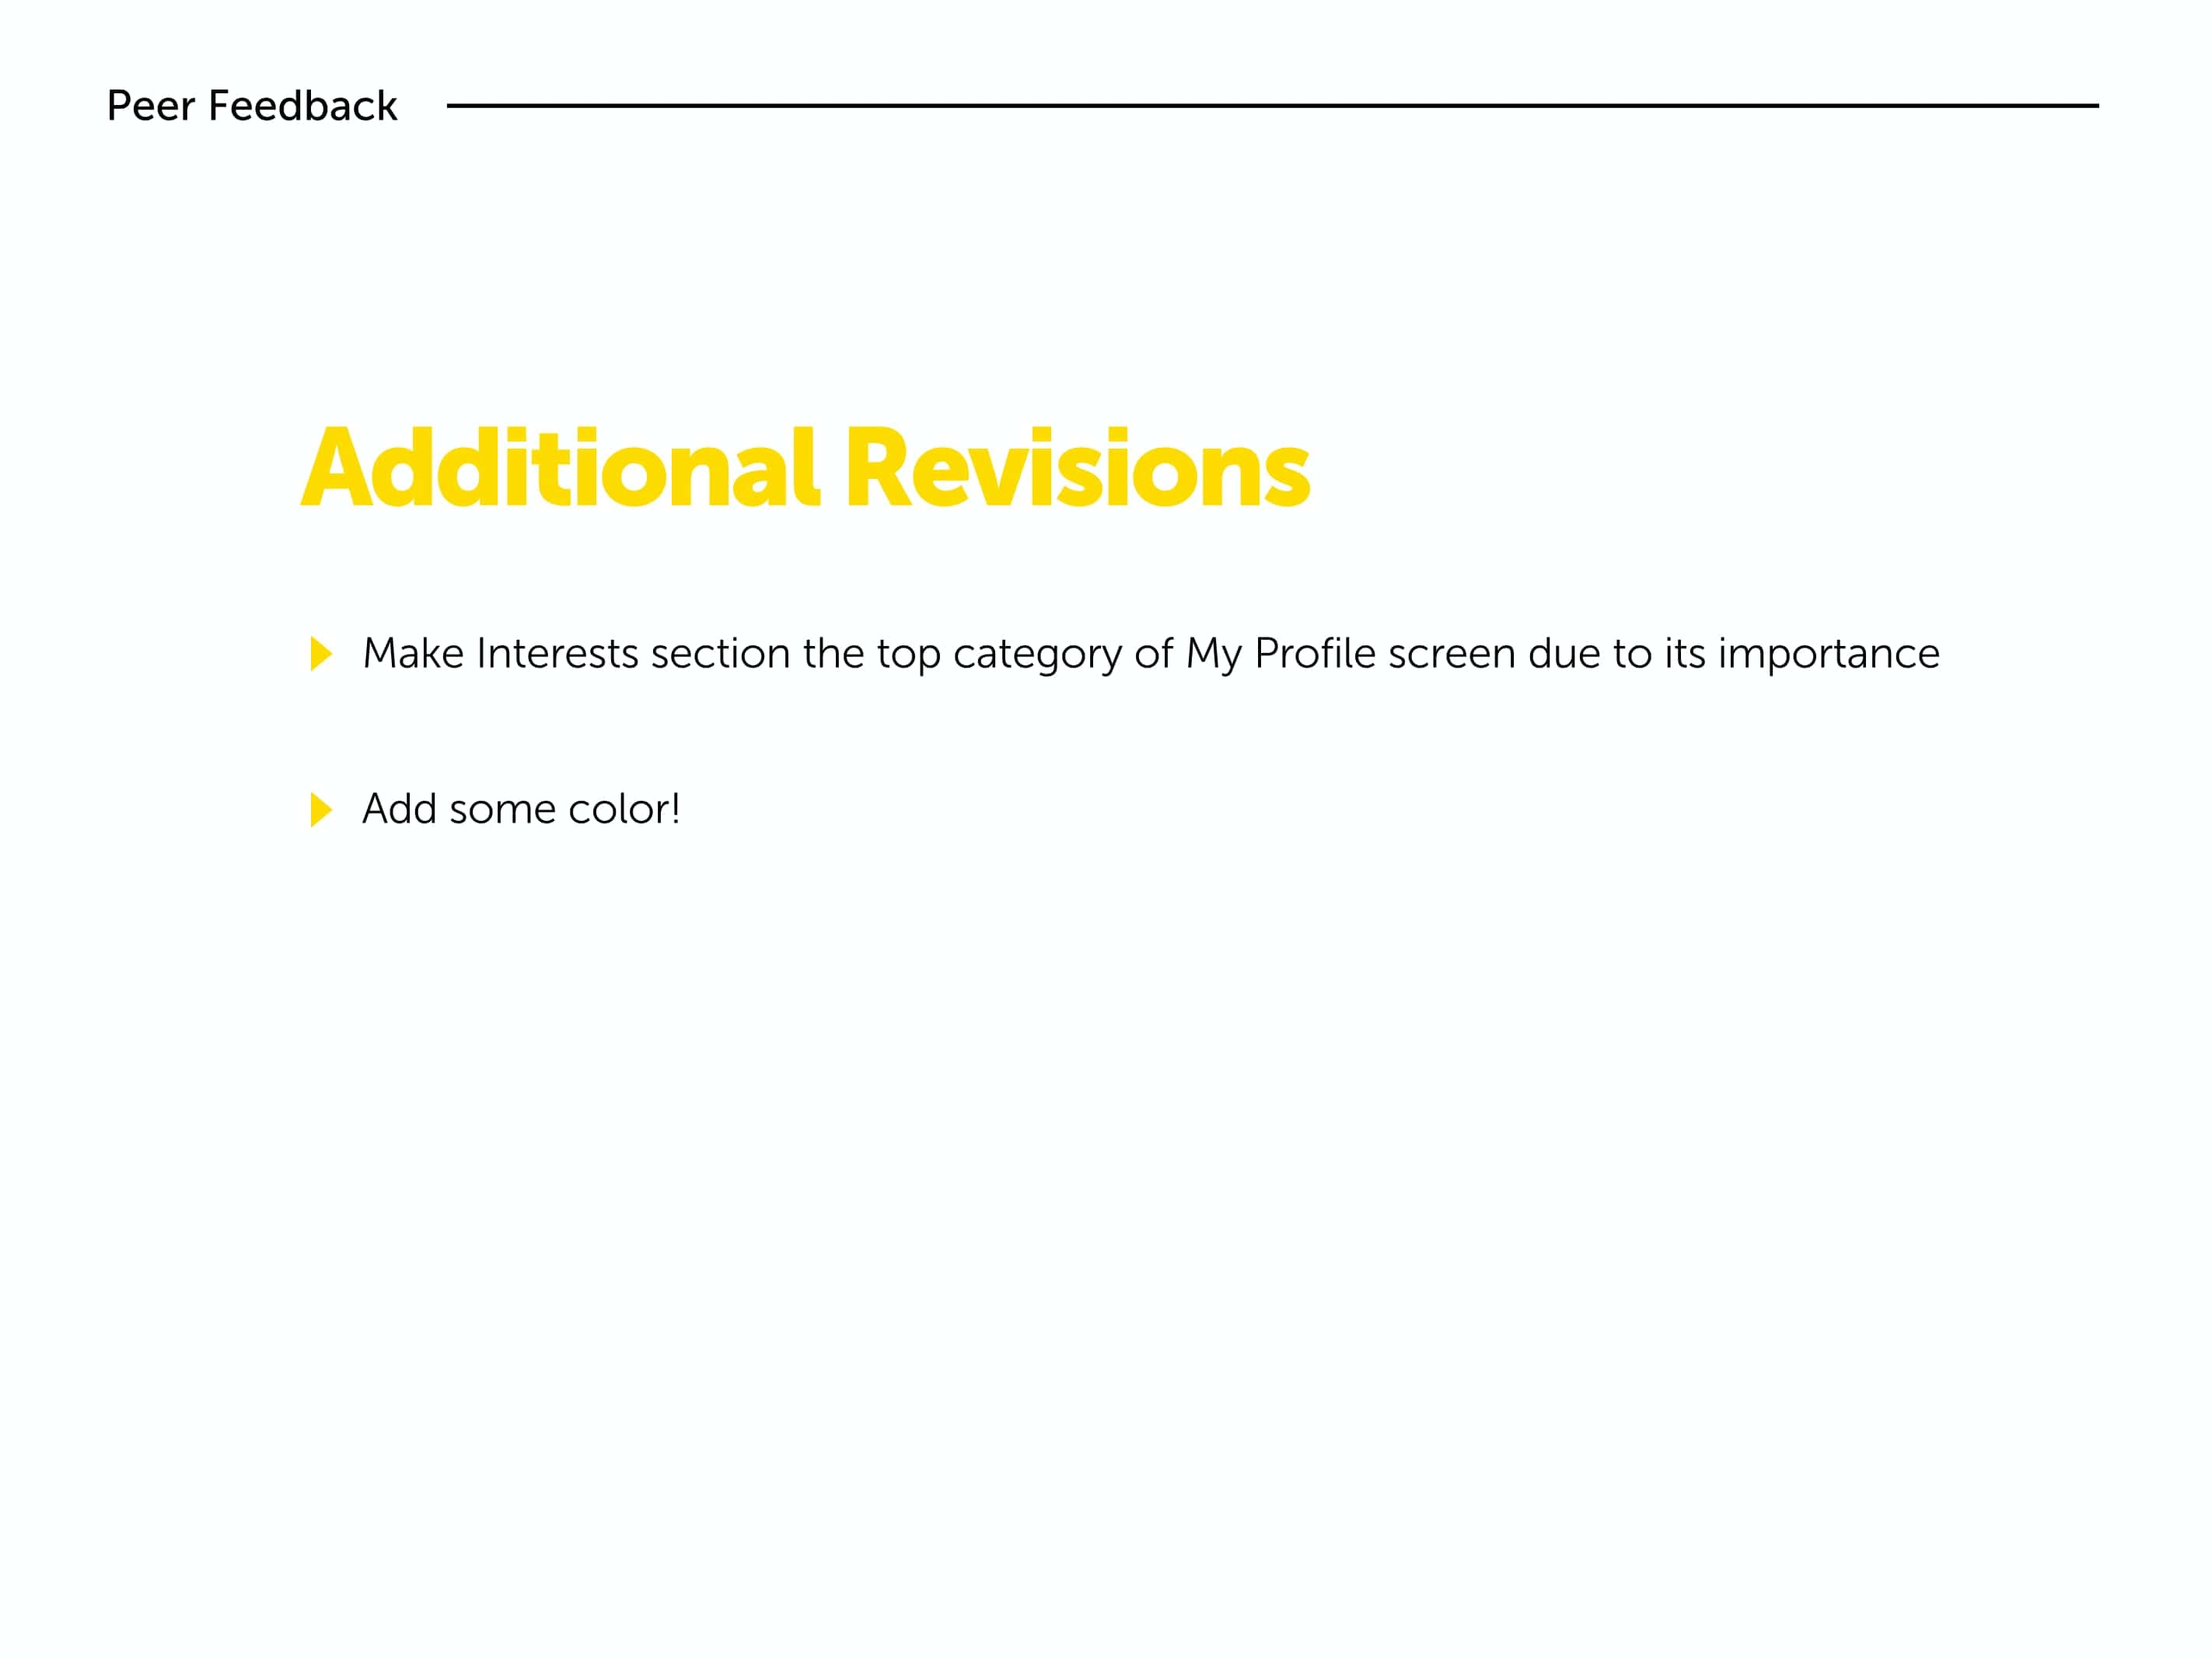 Peer Feedback
Additional Revisions
Make Interests section the top category of My Profile screen due to its importance
Add some color!